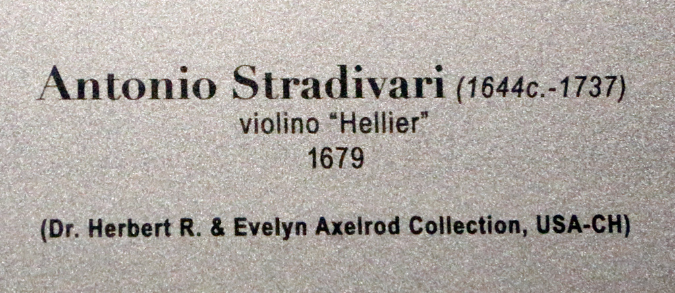 Antonio Stradivari (1644c.-1737)
violino "Hellier"
1679
(Dr. Herbert R. & Evelyn Axelrod Collection, USA-CH)